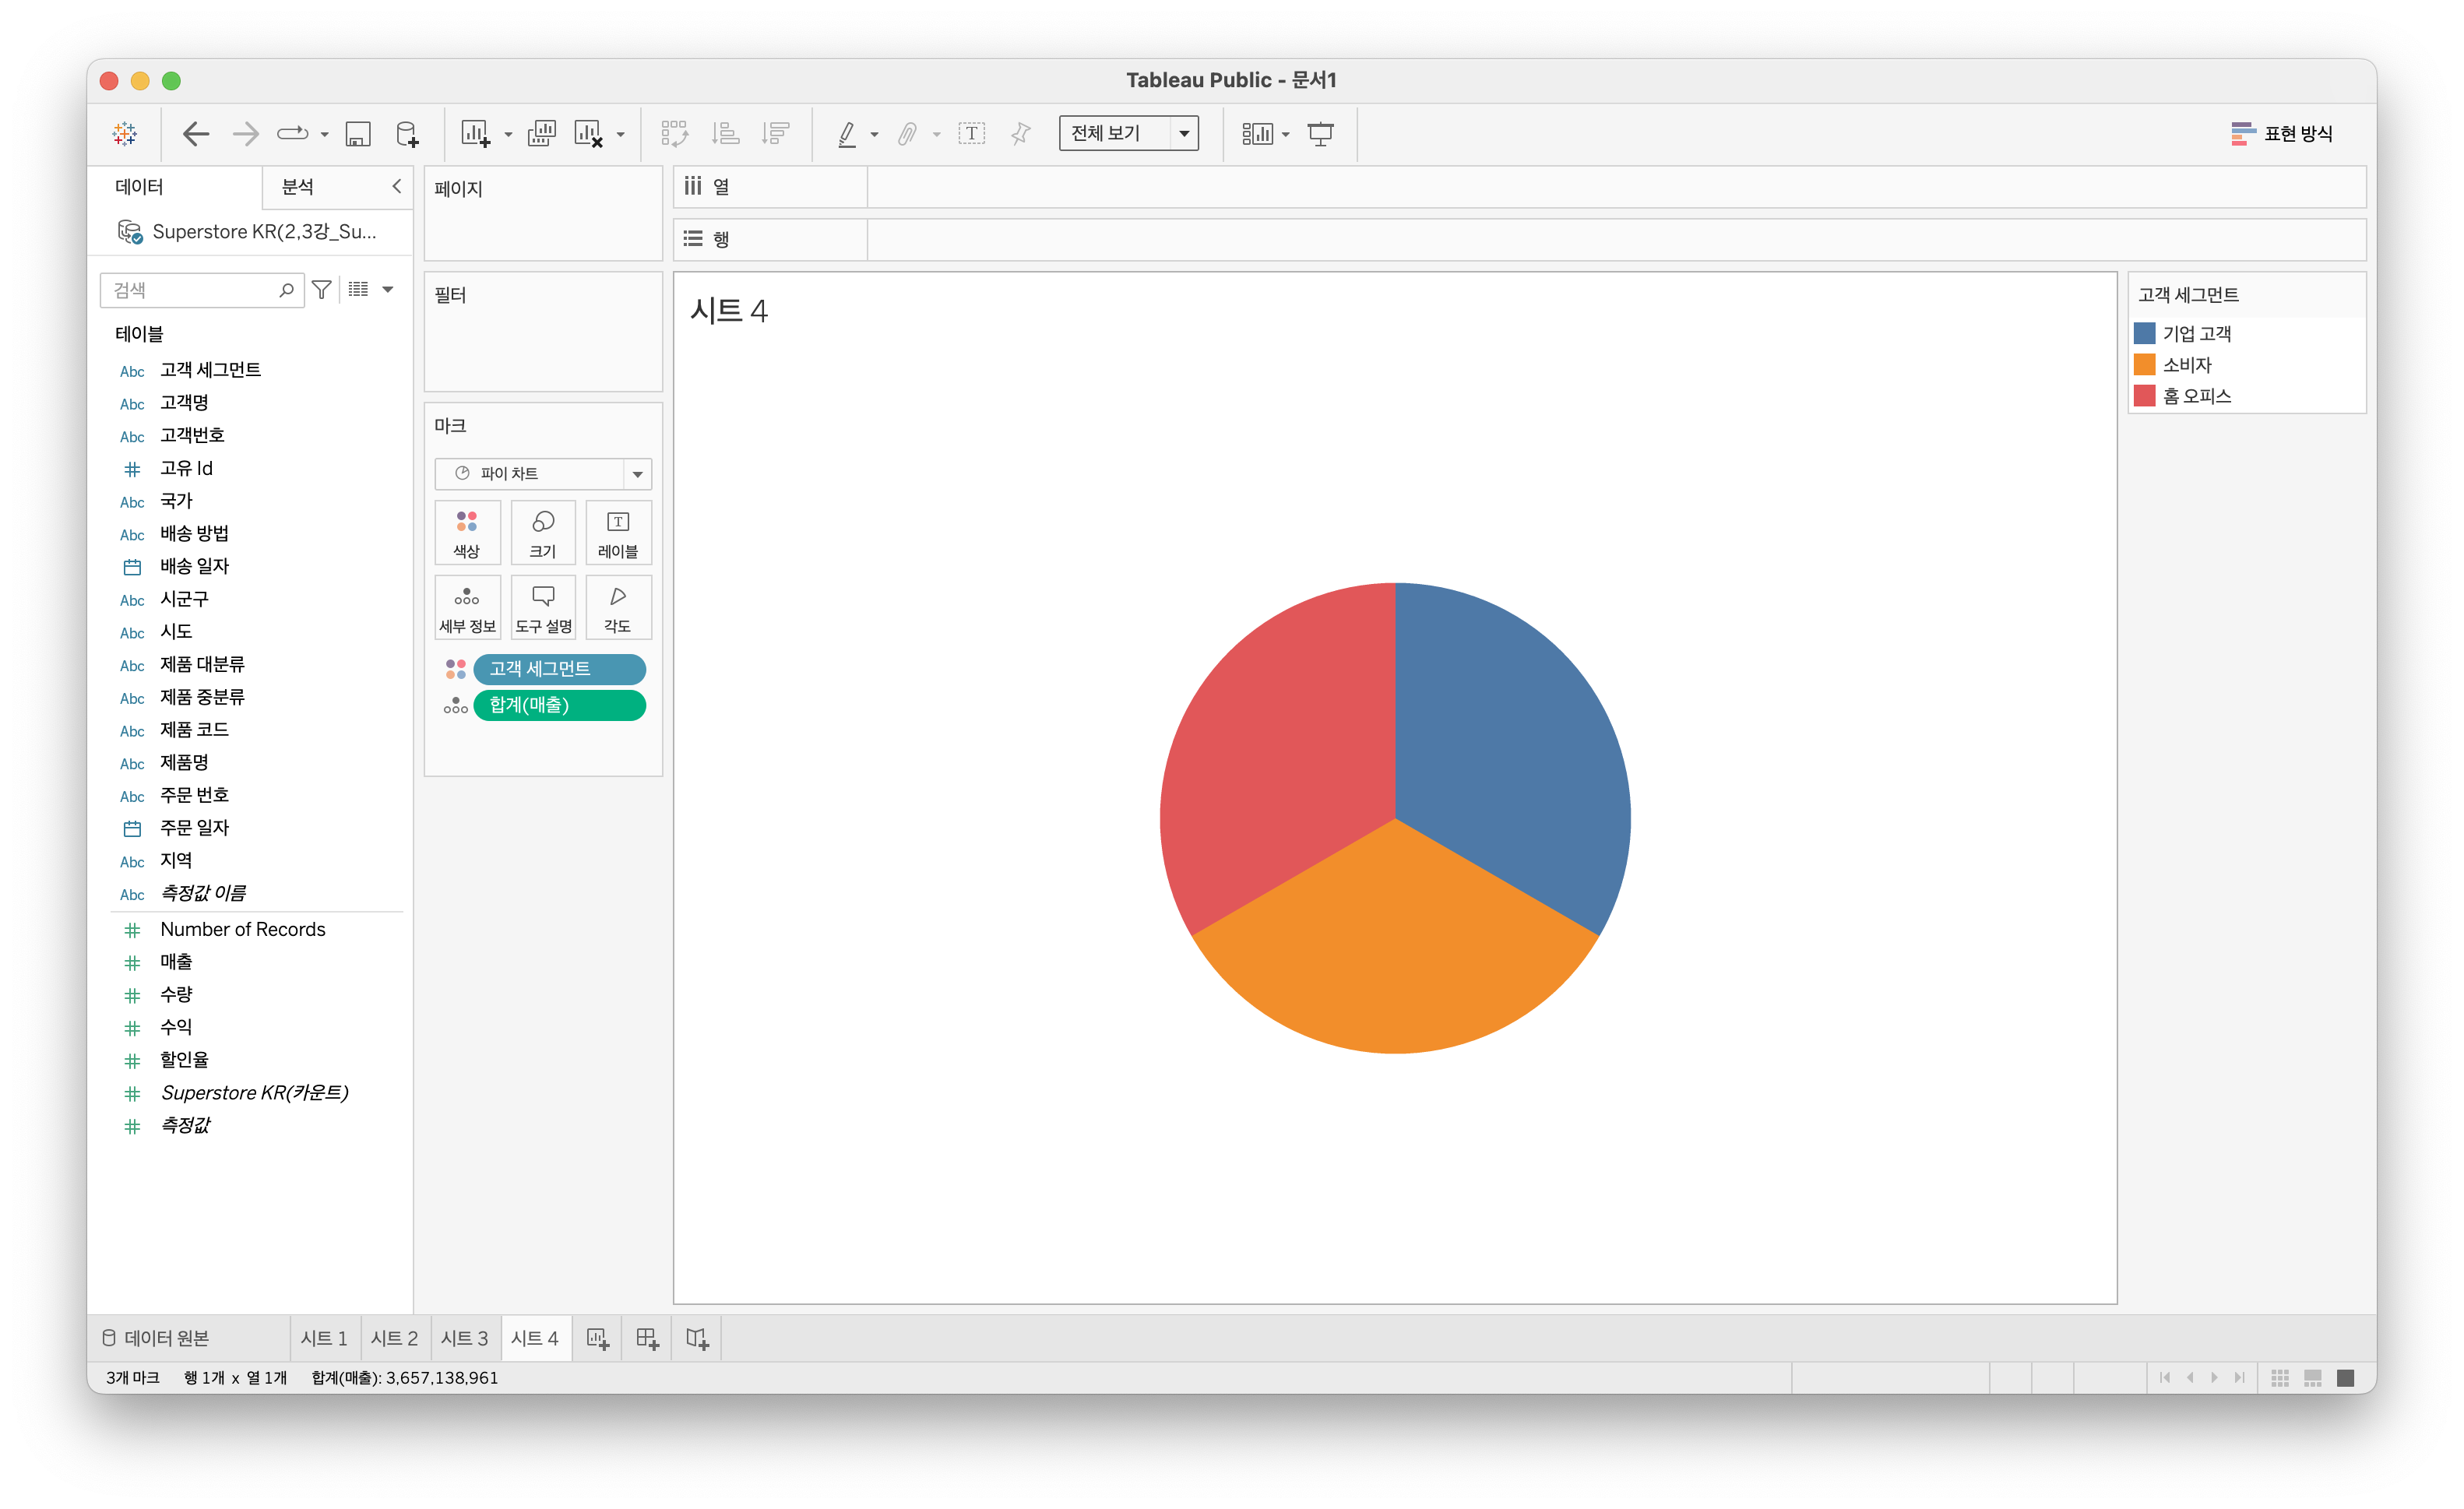 Tableau Public - 문서1
전체 보기
표현 방식
데이터
분석
Superstore KR(2,3강_Su...
검색
테이블
Abc 고객 세그먼트
Abc 고객명
Abc 고객번호
고유 Id
Abc 국가
Abc 배송 방법
배송 일자
Abc 시군구
Abc 시도
Abc 제품 대분류
Abc 제품 중분류
Abc 제품 코드
Abc 제품명
Abc 주문 번호
주문 일자
Abc 지역
Abc 측정값 이름
Number of Records
매출
수량
수익
할인율
Superstore KR(카운트)
측정값
페이지
필터
마크
파이 차트
색상
크기
레이블
세부 정보
도구 설명
각도
고객 세그먼트
합계(매출)
열
행
시트 4
고객 세그먼트
기업 고객
소비자
홈 오피스
데이터 원본
시트 1
시트 2
시트 3
시트 4
3개 마크 행 1개 x 열 1개 합계(매출): 3,657,138,961